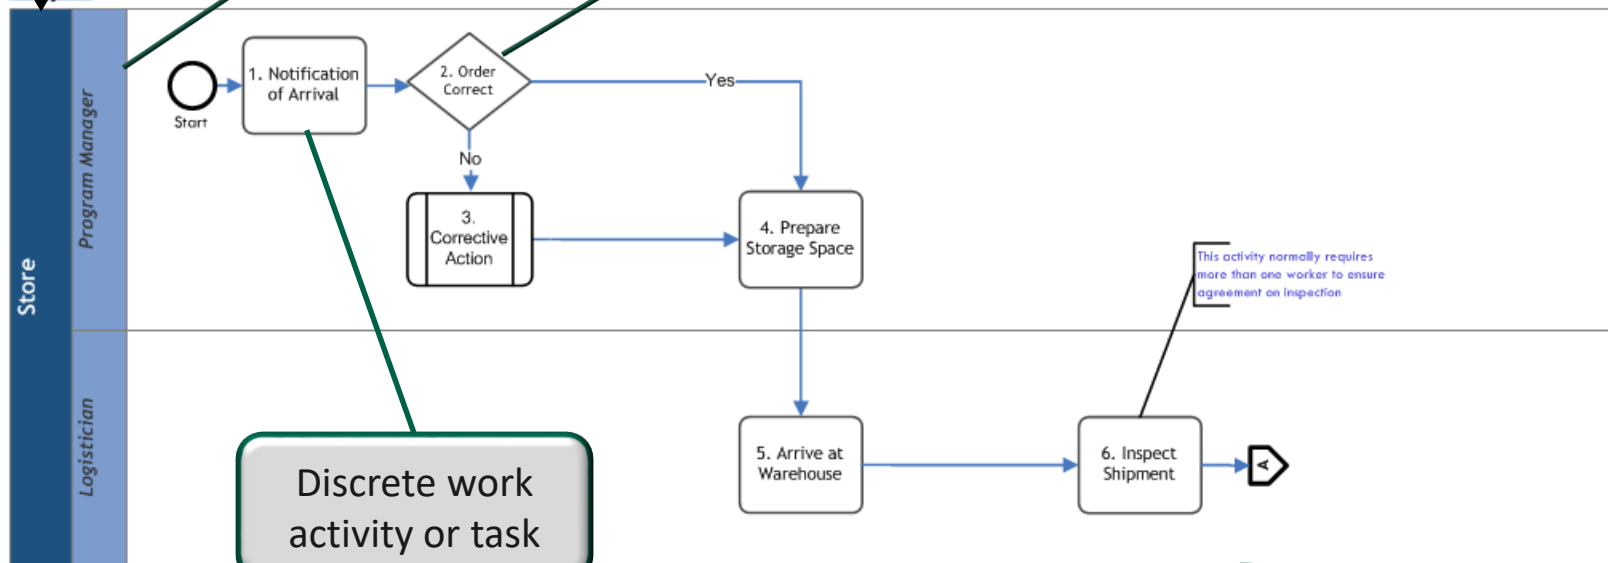 Store
Program Manager
Start
1. Notification
of Arrival
2. Order
Correct
Yes
No
3.
Corrective
Action
4. Prepare
Storage Space
This activity normally requires
more than one worker to ensure
agreement on inspection
Logistician
5. Arrive at
Warehouse
6. Inspect
Shipment
A
Discrete work
activity or task